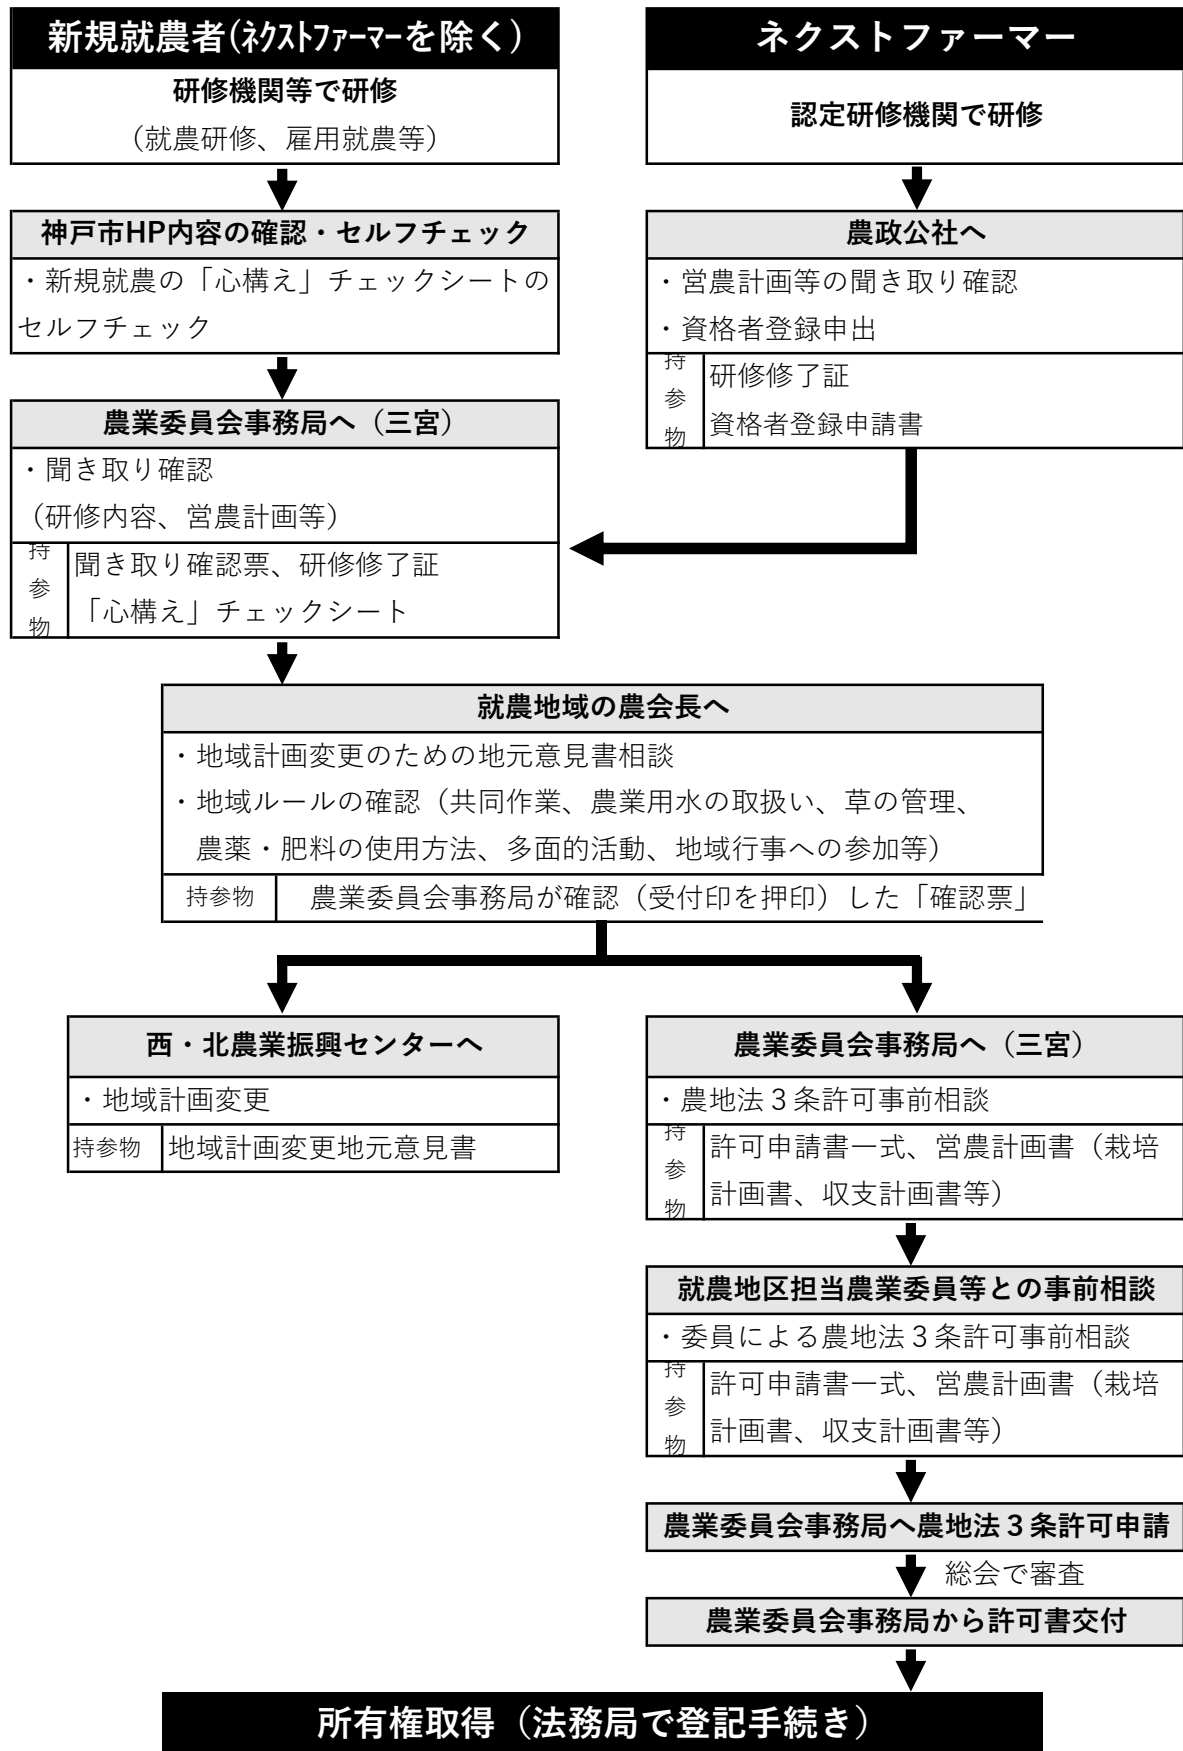 新規就農者(ﾈｸｽﾄﾌｧｰﾏｰを除く)
研修機関等で研修
（就農研修、雇用就農等）
ネクストファーマー
認定研修機関で研修
神戸市HP内容の確認・セルフチェック
・新規就農の「心構え」チェックシートの
セルフチェック
農政公社へ
・営農計画等の聞き取り確認
・資格者登録申出
持参物
研修修了証
資格者登録申請書
農業委員会事務局へ（三宮）
・聞き取り確認
（研修内容、営農計画等）
持参物
聞き取り確認票、研修修了証
「心構え」チェックシート
就農地域の農会長へ
・地域計画変更のための地元意見書相談
・地域ルールの確認（共同作業、農業用水の取扱い、草の管理、
農薬・肥料の使用方法、多面的活動、地域行事への参加等）
持参物 農業委員会事務局が確認（受付印を押印）した「確認票」
西・北農業振興センターへ
・地域計画変更
持参物 地域計画変更地元意見書
農業委員会事務局へ（三宮）
・農地法３条許可事前相談
持参物
許可申請書一式、営農計画書（栽培
計画書、収支計画書等）
就農地区担当農業委員等との事前相談
・委員による農地法３条許可事前相談
持参物
許可申請書一式、営農計画書（栽培
計画書、収支計画書等）
農業委員会事務局へ農地法３条許可申請
総会で審査
農業委員会事務局から許可書交付
所有権取得（法務局で登記手続き）